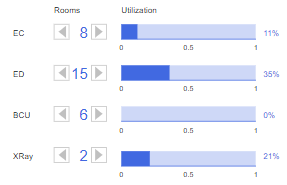 Rooms Utilization
EC 8 11%
0 0.5 1
ED 15 35%
0 0.5 1
BCU 6 0%
0 0.5 1
XRay 2 21%
0 0.5 1